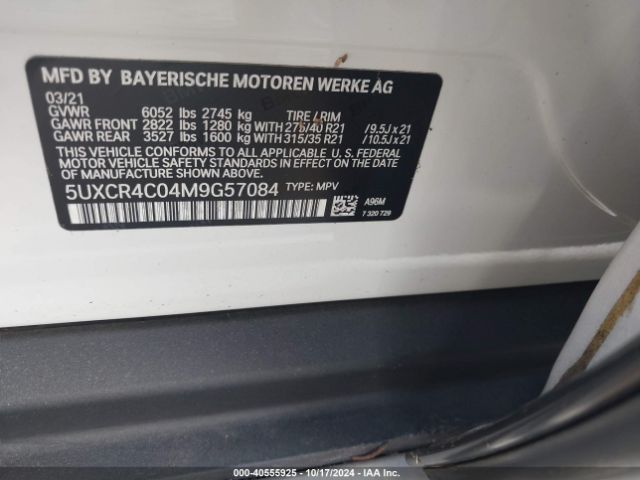 MFD BY BAYERISCHE MOTOREN WERKE AG
03/21
GVWR 6052 lbs 2745 kg TIRE / RIM
GAWR FRONT 2822 lbs 1280 kg WITH 275/40 R21 /9.5J x 21
GAWR REAR 3527 lbs 1600 kg WITH 315/35 R21 /10.5J x 21
THIS VEHICLE CONFORMS TO ALL APPLICABLE U. S. FEDERAL
MOTOR VEHICLE SAFETY STANDARDS IN EFFECT ON THE DATE
OF MANUFACTURE SHOWN ABOVE.
5UXCR4C04M9G57084 TYPE: MPV
A96M
7 320 729
000-40555925 - 10/17/2024 - IAA Inc.